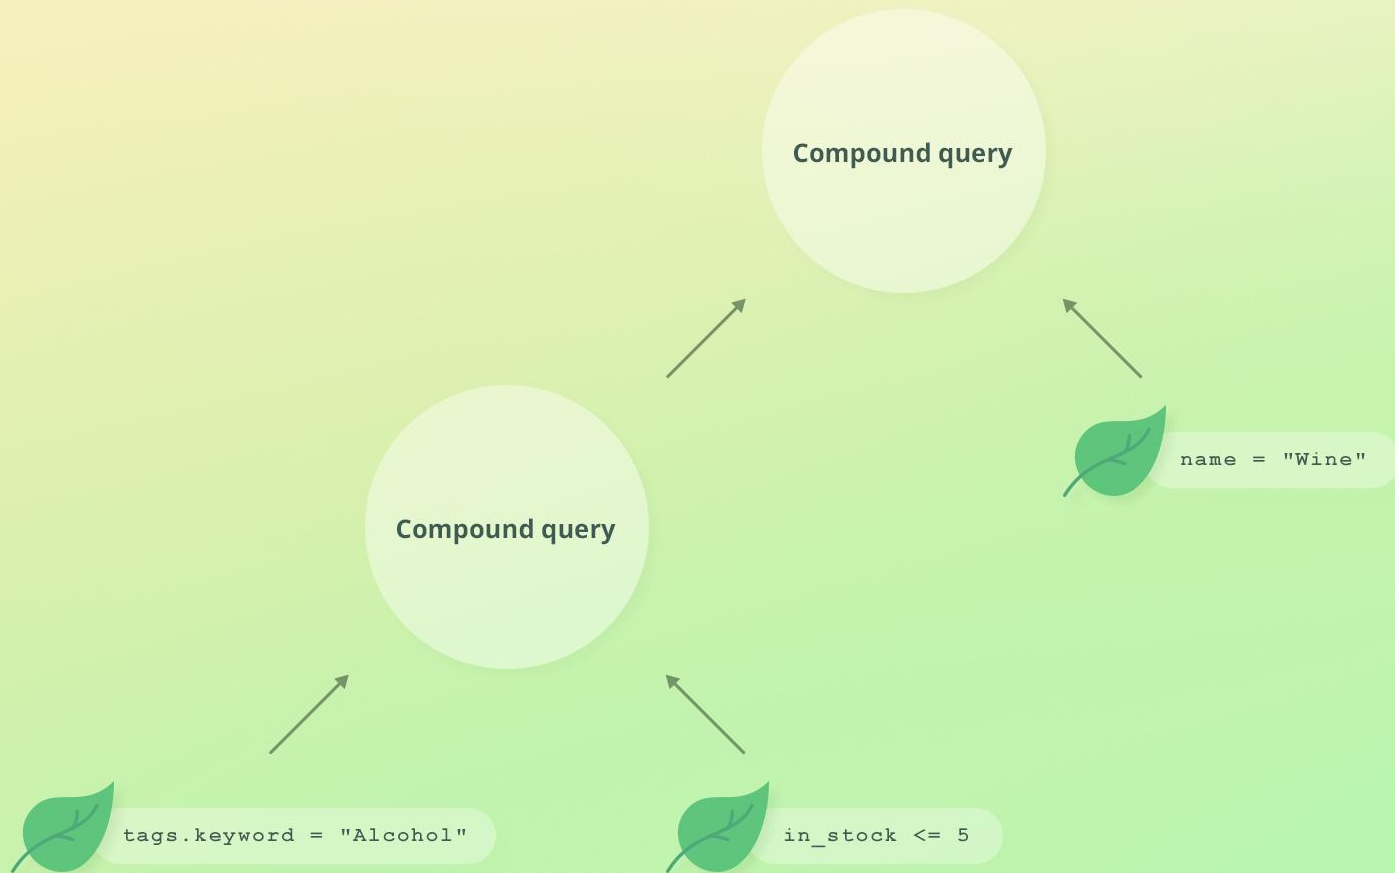 Compound query
name = "Wine"
Compound query
tags.keyword = "Alcohol"
in_stock <= 5